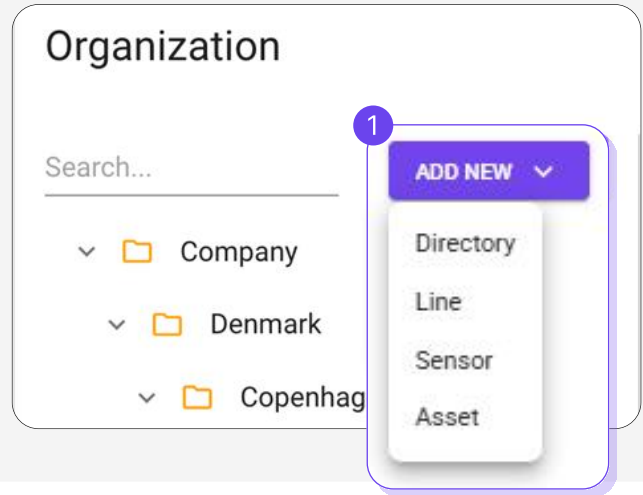 Organization
1
Search...
ADD NEW
Company
Directory
Line
Denmark
Sensor
Copenhag
Asset